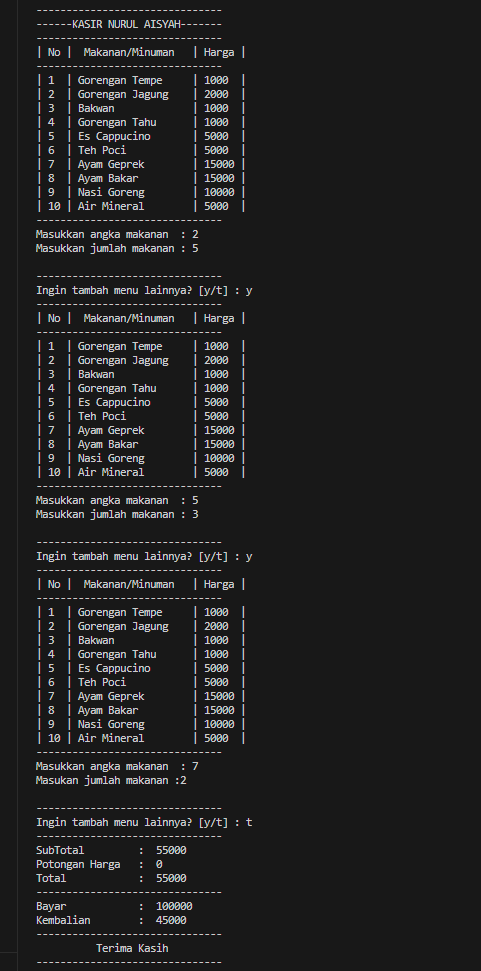 -------------------------------
------KASIR NURUL AISYAH-------
-------------------------------
| No |  Makanan/Minuman   | Harga |
-------------------------------
| 1  | Gorengan Tempe     | 1000  |
| 2  | Gorengan Jagung    | 2000  |
| 3  | Bakwan             | 1000  |
| 4  | Gorengan Tahu      | 1000  |
| 5  | Es Cappucino       | 5000  |
| 6  | Teh Poci           | 5000  |
| 7  | Ayam Geprek        | 15000 |
| 8  | Ayam Bakar         | 15000 |
| 9  | Nasi Goreng        | 10000 |
| 10 | Air Mineral        | 5000  |
-------------------------------
Masukkan angka makanan  : 2
Masukkan jumlah makanan : 5

-------------------------------
Ingin tambah menu lainnya? [y/t] : y
-------------------------------
| No |  Makanan/Minuman   | Harga |
-------------------------------
| 1  | Gorengan Tempe     | 1000  |
| 2  | Gorengan Jagung    | 2000  |
| 3  | Bakwan             | 1000  |
| 4  | Gorengan Tahu      | 1000  |
| 5  | Es Cappucino       | 5000  |
| 6  | Teh Poci           | 5000  |
| 7  | Ayam Geprek        | 15000 |
| 8  | Ayam Bakar         | 15000 |
| 9  | Nasi Goreng        | 10000 |
| 10 | Air Mineral        | 5000  |
-------------------------------
Masukkan angka makanan  : 5
Masukkan jumlah makanan : 3

-------------------------------
Ingin tambah menu lainnya? [y/t] : y
-------------------------------
| No |  Makanan/Minuman   | Harga |
-------------------------------
| 1  | Gorengan Tempe     | 1000  |
| 2  | Gorengan Jagung    | 2000  |
| 3  | Bakwan             | 1000  |
| 4  | Gorengan Tahu      | 1000  |
| 5  | Es Cappucino       | 5000  |
| 6  | Teh Poci           | 5000  |
| 7  | Ayam Geprek        | 15000 |
| 8  | Ayam Bakar         | 15000 |
| 9  | Nasi Goreng        | 10000 |
| 10 | Air Mineral        | 5000  |
-------------------------------
Masukkan angka makanan  : 7
Masukan jumlah makanan :2

-------------------------------
Ingin tambah menu lainnya? [y/t] : t
-------------------------------
SubTotal         :  55000
Potongan Harga   :  0
Total            :  55000
-------------------------------
Bayar            :  100000
Kembalian        :  45000
-------------------------------
          Terima Kasih
-------------------------------